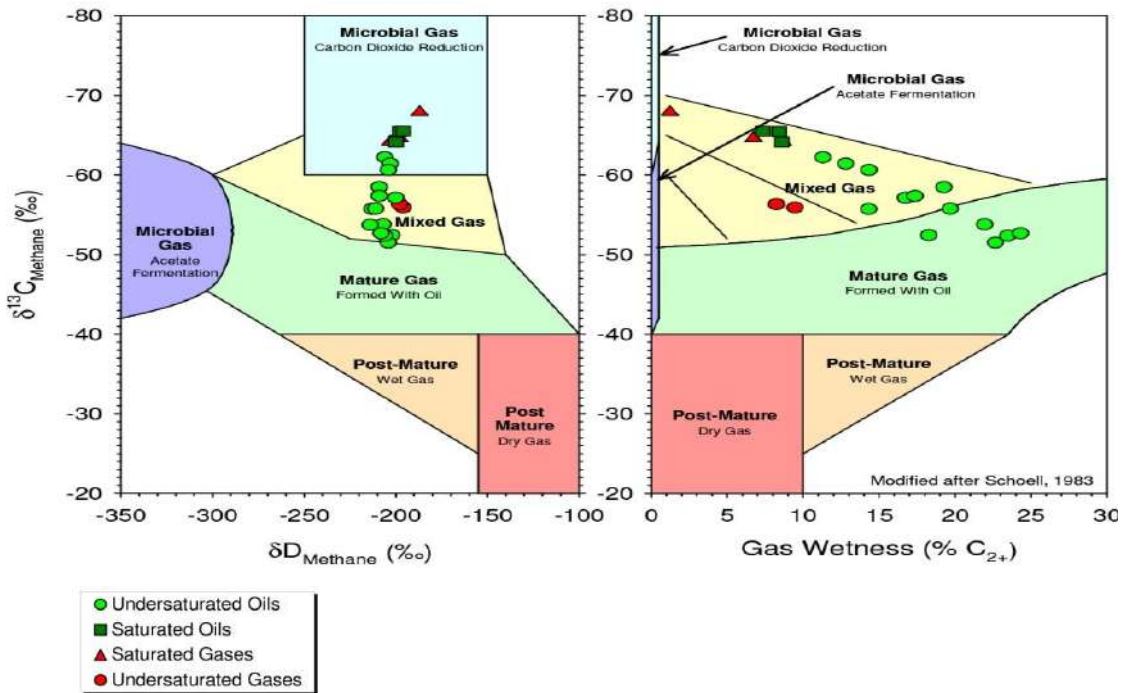 -80
-70
-60
-50
-40
-30
-20
δ¹³C Methane (‰)
-350 -300 -250 -200 -150 -100
δD Methane (‰)
Microbial Gas
Carbon Dioxide Reduction
Mixed Gas
Microbial
Gas
Acetate
Fermentation
Mature Gas
Formed With Oil
Post-Mature
Wet Gas
Post
Mature
Dry Gas
-80
-70
-60
-50
-40
-30
-20
0 5 10 15 20 25 30
Gas Wetness (% C2+)
Microbial Gas
Carbon Dioxide Reduction
Microbial Gas
Acetate Fermentation
Mixed Gas
Mature Gas
Formed With Oil
Post-Mature
Wet Gas
Post-Mature
Dry Gas
Modified after Schoell, 1983
Undersaturated Oils
Saturated Oils
Saturated Gases
Undersaturated Gases